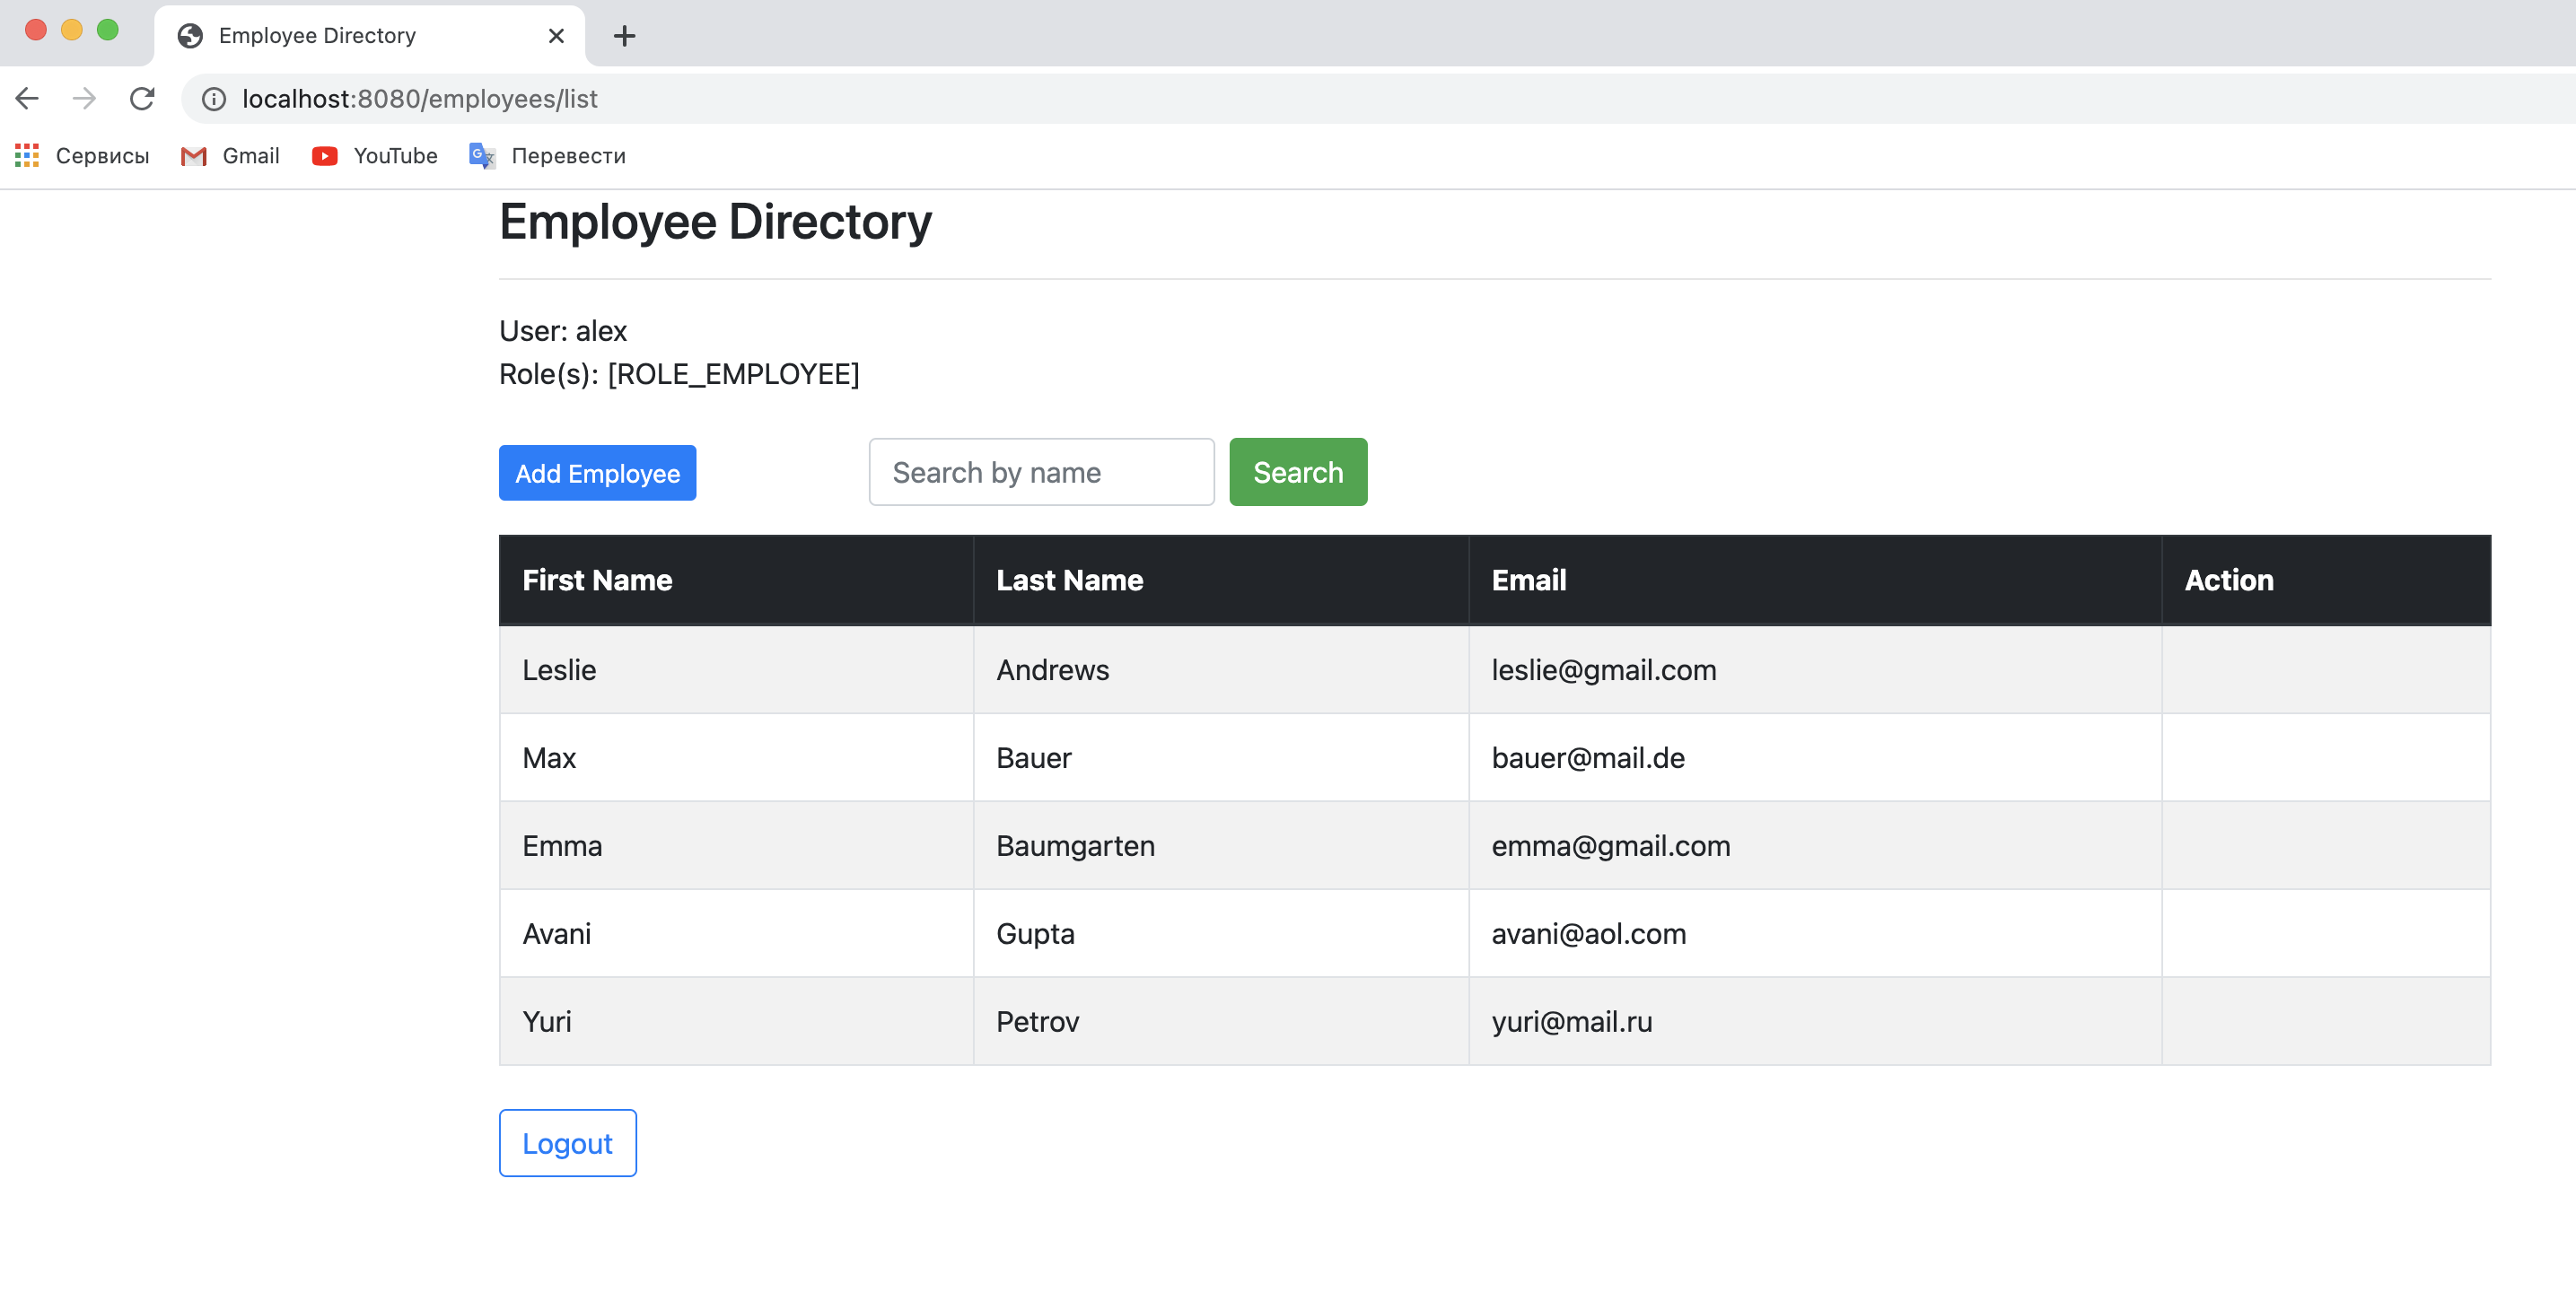 Employee Directory
localhost:8080/employees/list
Сервисы Gmail YouTube Перевести
Employee Directory
User: alex
Role(s): [ROLE_EMPLOYEE]
Add Employee Search by name Search
First Name Last Name Email Action
Leslie Andrews leslie@gmail.com
Max Bauer bauer@mail.de
Emma Baumgarten emma@gmail.com
Avani Gupta avani@aol.com
Yuri Petrov yuri@mail.ru
Logout